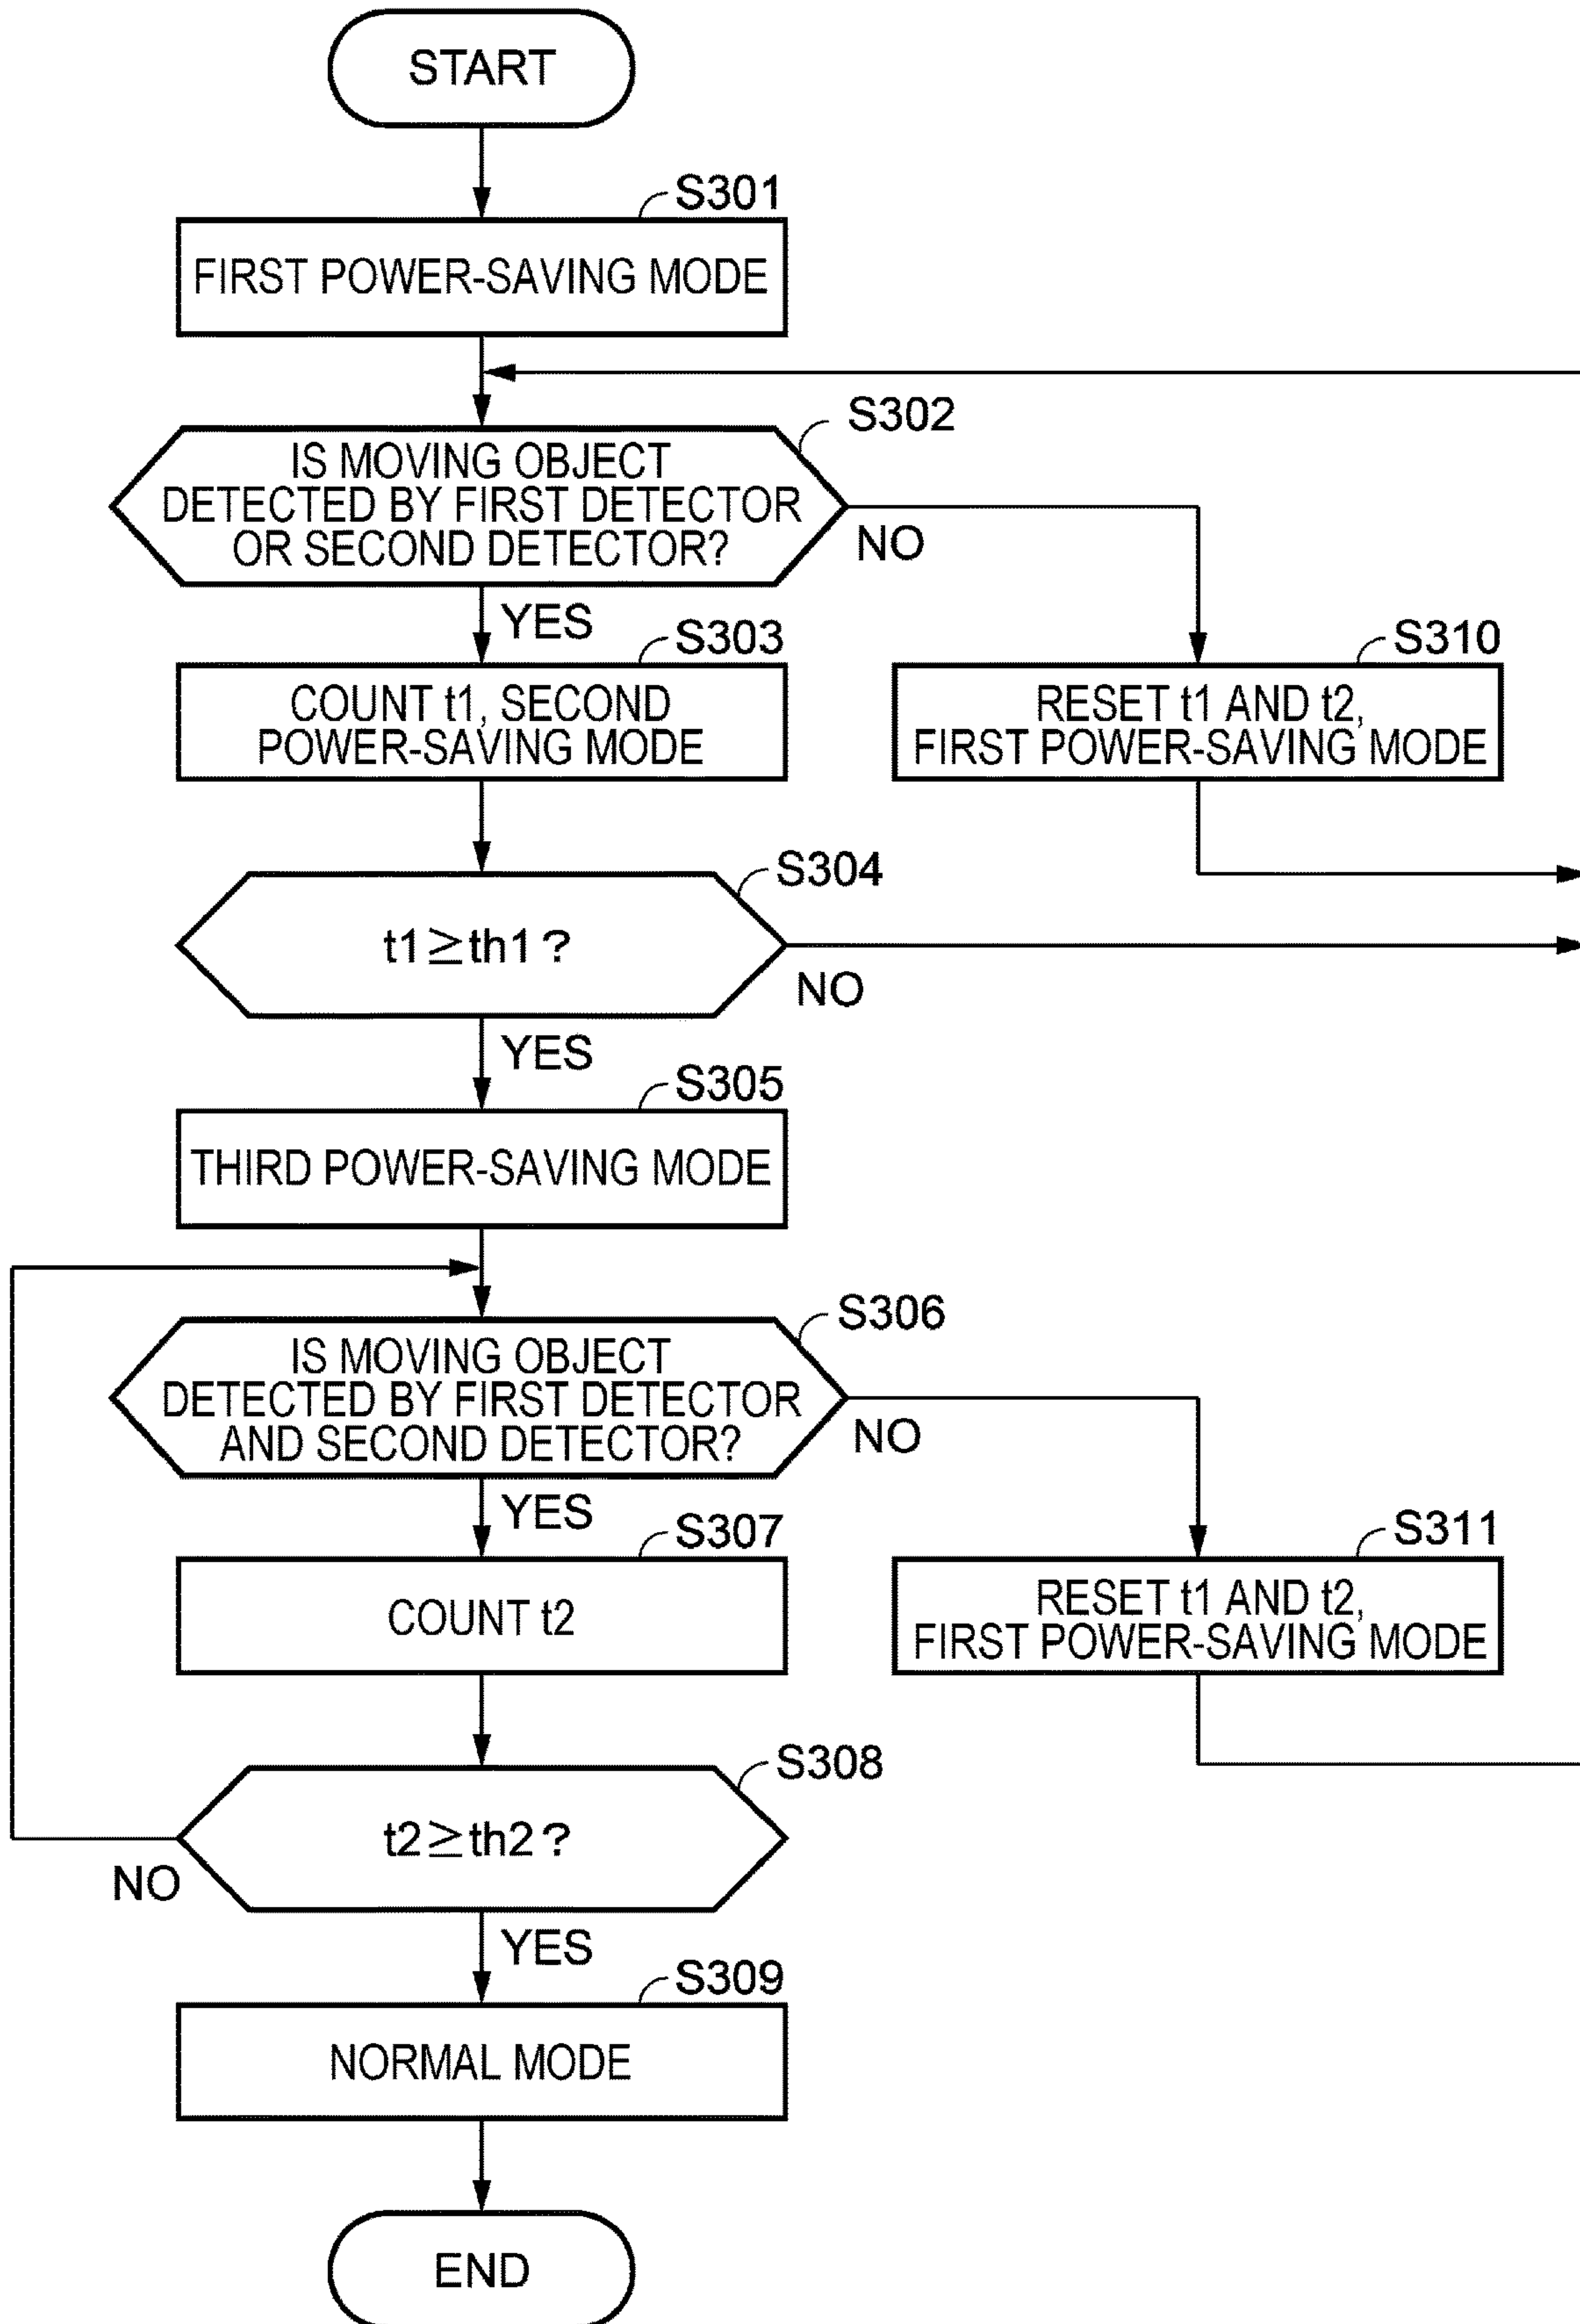 START
S301
FIRST POWER-SAVING MODE
S302
IS MOVING OBJECT
DETECTED BY FIRST DETECTOR
OR SECOND DETECTOR?
NO
YES
S303
COUNT t1, SECOND
POWER-SAVING MODE
S310
RESET t1 AND t2,
FIRST POWER-SAVING MODE
S304
t1≧th1?
NO
YES
S305
THIRD POWER-SAVING MODE
S306
IS MOVING OBJECT
DETECTED BY FIRST DETECTOR
AND SECOND DETECTOR?
NO
YES
S307
COUNT t2
S311
RESET t1 AND t2,
FIRST POWER-SAVING MODE
S308
t2≧th2?
NO
YES
S309
NORMAL MODE
END